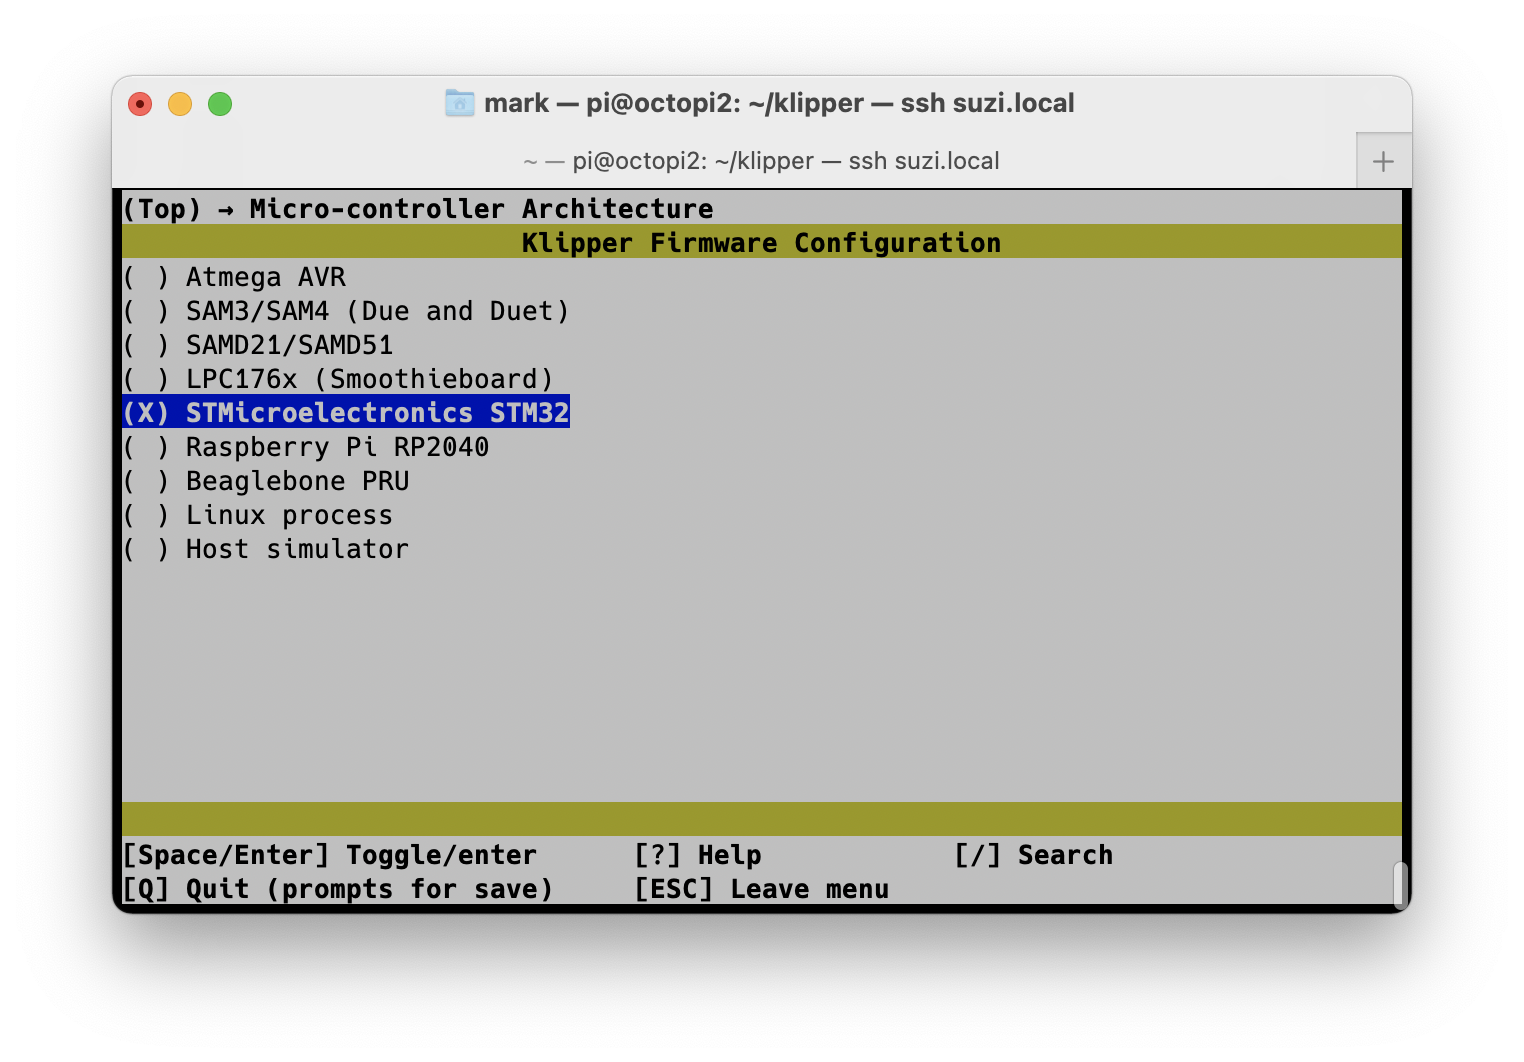 mark — pi@octopi2: ~/klipper — ssh suzi.local
~ — pi@octopi2: ~/klipper — ssh suzi.local
(Top) → Micro-controller Architecture
Klipper Firmware Configuration
( ) Atmega AVR
( ) SAM3/SAM4 (Due and Duet)
( ) SAMD21/SAMD51
( ) LPC176x (Smoothieboard)
(X) STMicroelectronics STM32
( ) Raspberry Pi RP2040
( ) Beaglebone PRU
( ) Linux process
( ) Host simulator
[Space/Enter] Toggle/enter [?] Help [/] Search
[Q] Quit (prompts for save) [ESC] Leave menu